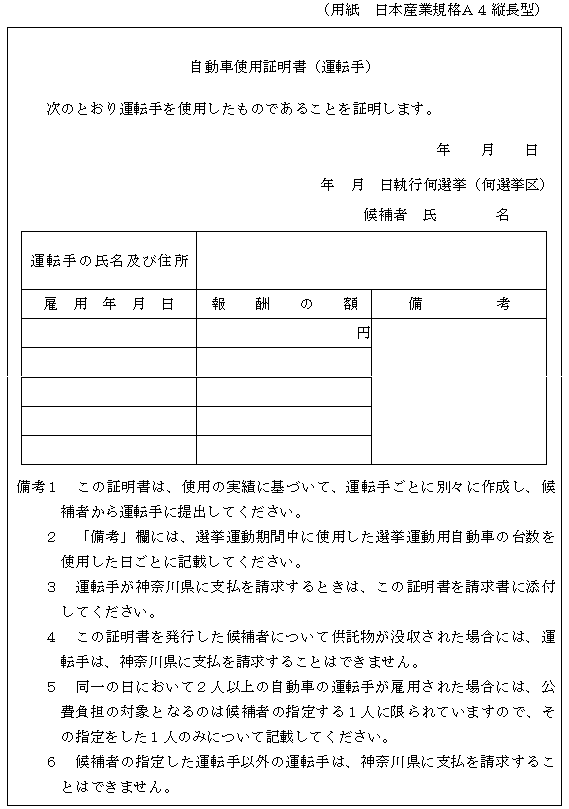 （用紙　日本産業規格Ａ４縦長型）
自動車使用証明書（運転手）
次のとおり運転手を使用したものであることを証明します。
年　　月　　日
年　月　日執行何選挙（何選挙区）
候補者　氏　　　　名
運転手の氏名及び住所
雇　用　年　月　日　報　酬　の　額　備　　　　　考
円
備考１　この証明書は、使用の実績に基づいて、運転手ごとに別々に作成し、候
補者から運転手に提出してください。
２　「備考」欄には、選挙運動期間中に使用した選挙運動用自動車の台数を
使用した日ごとに記載してください。
３　運転手が神奈川県に支払を請求するときは、この証明書を請求書に添付
してください。
４　この証明書を発行した候補者について供託物が没収された場合には、運
転手は、神奈川県に支払を請求することはできません。
５　同一の日において２人以上の自動車の運転手が雇用された場合には、公
費負担の対象となるのは候補者の指定する１人に限られていますので、そ
の指定をした１人のみについて記載してください。
６　候補者の指定した運転手以外の運転手は、神奈川県に支払を請求するこ
とはできません。